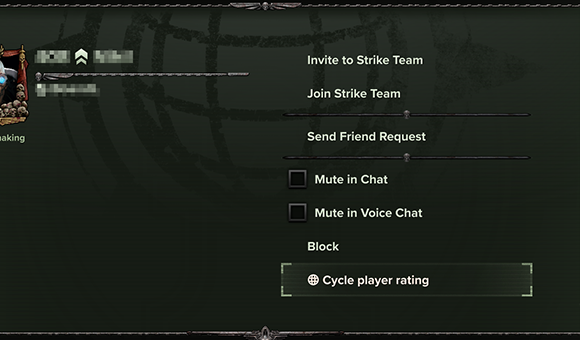 Invite to Strike Team
Join Strike Team
Send Friend Request
Mute in Chat
Mute in Voice Chat
Block
Cycle player rating